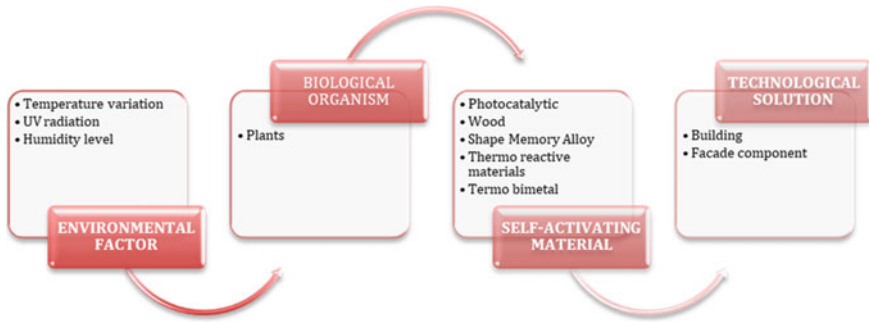 • Temperature variation
• UV radiation
• Humidity level
ENVIRONMENTAL
FACTOR
BIOLOGICAL
ORGANISM
• Plants
• Photocatalytic
• Wood
• Shape Memory Alloy
• Thermo reactive
materials
• Termo bimetal
SELF-ACTIVATING
MATERIAL
TECHNOLOGICAL
SOLUTION
• Building
• Facade component